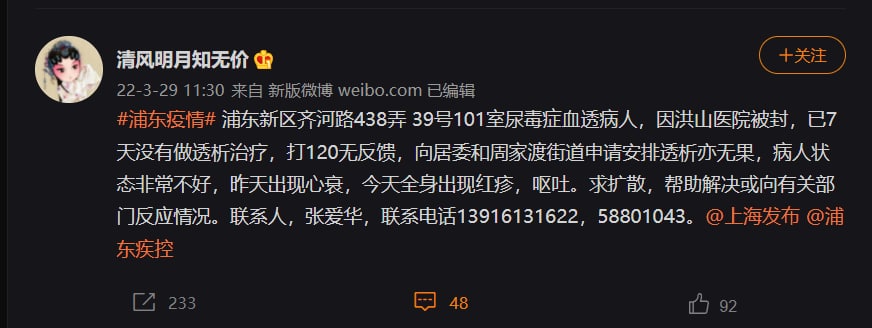 清风明月知无价
+关注
22-3-29 11:30 来自 新版微博 weibo.com 已编辑
#浦东疫情# 浦东新区齐河路438弄 39号101室尿毒症血透病人，因洪山医院被封，已7
天没有做透析治疗，打120无反馈，向居委和周家渡街道申请安排透析亦无果，病人状
态非常不好，昨天出现心衰，今天全身出现红疹，呕吐。求扩散，帮助解决或向有关部
门反应情况。联系人，张爱华，联系电话13916131622，58801043。@上海发布 @浦
东疾控
233
48
92